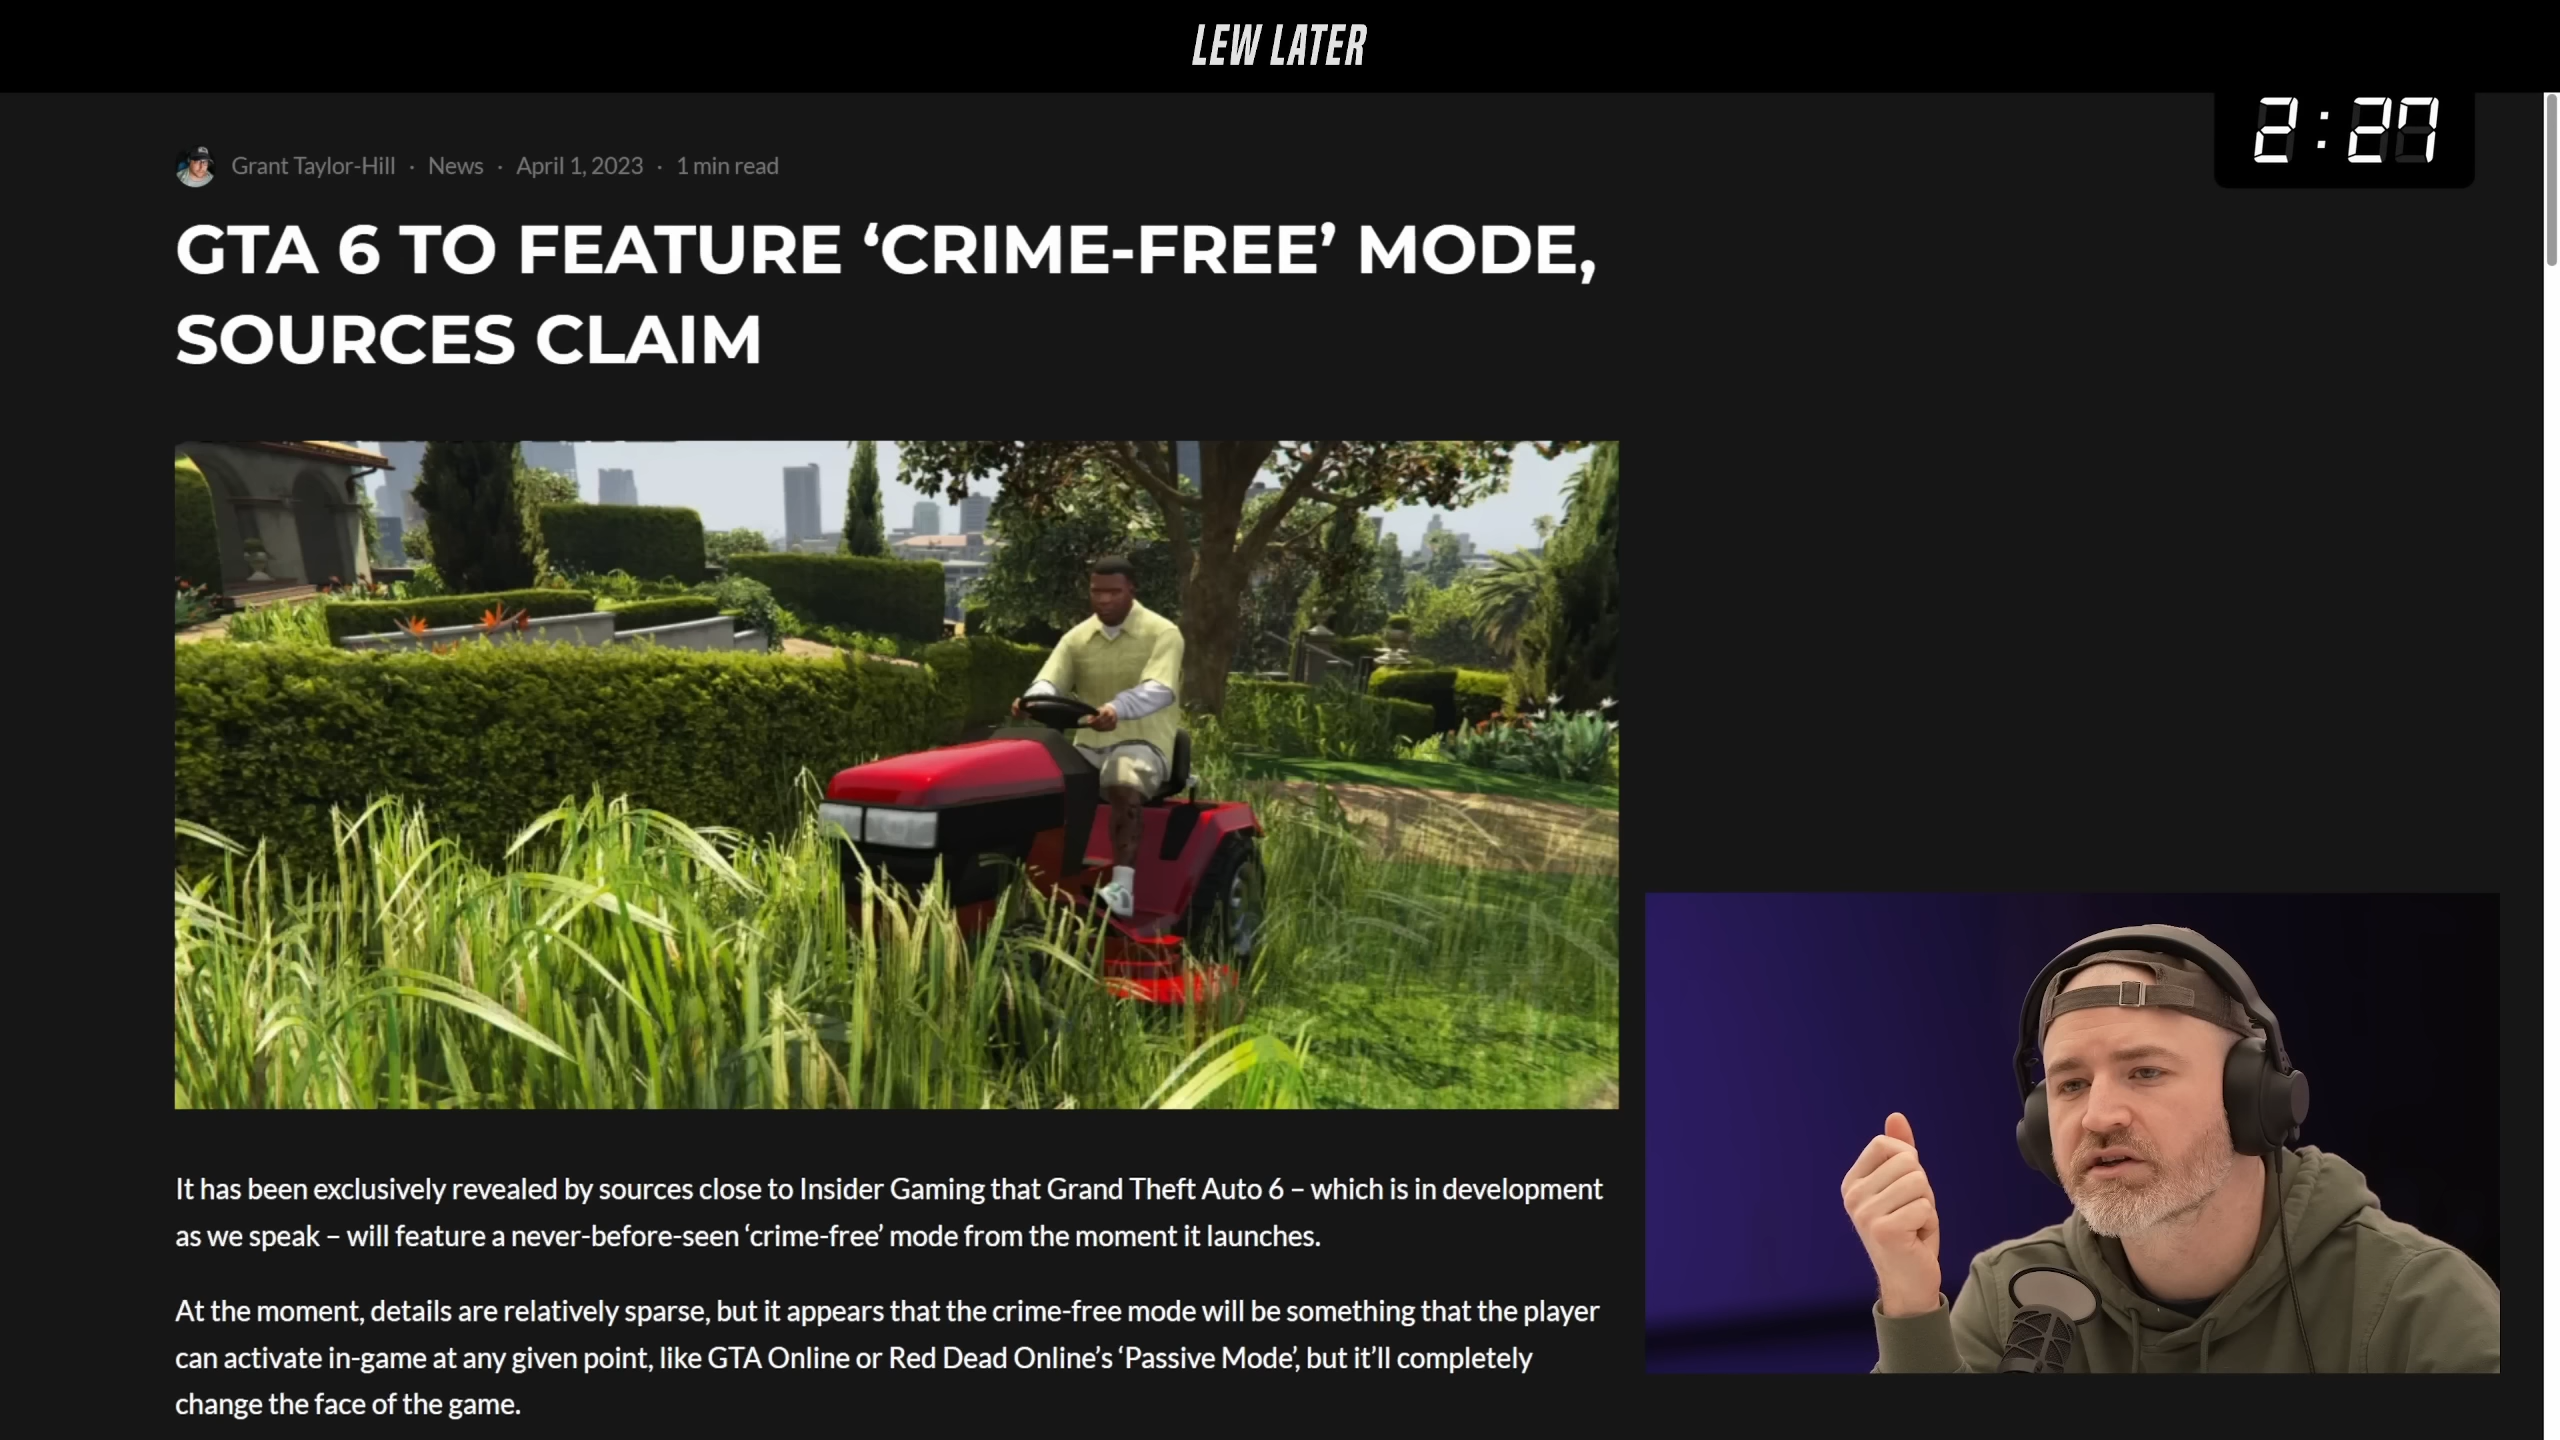 LEW LATER
2:27
Grant Taylor-Hill · News · April 1, 2023 · 1 min read
GTA 6 TO FEATURE ‘CRIME-FREE’ MODE,
SOURCES CLAIM
It has been exclusively revealed by sources close to Insider Gaming that Grand Theft Auto 6 – which is in development
as we speak – will feature a never-before-seen ‘crime-free’ mode from the moment it launches.
At the moment, details are relatively sparse, but it appears that the crime-free mode will be something that the player
can activate in-game at any given point, like GTA Online or Red Dead Online’s ‘Passive Mode’, but it’ll completely
change the face of the game.